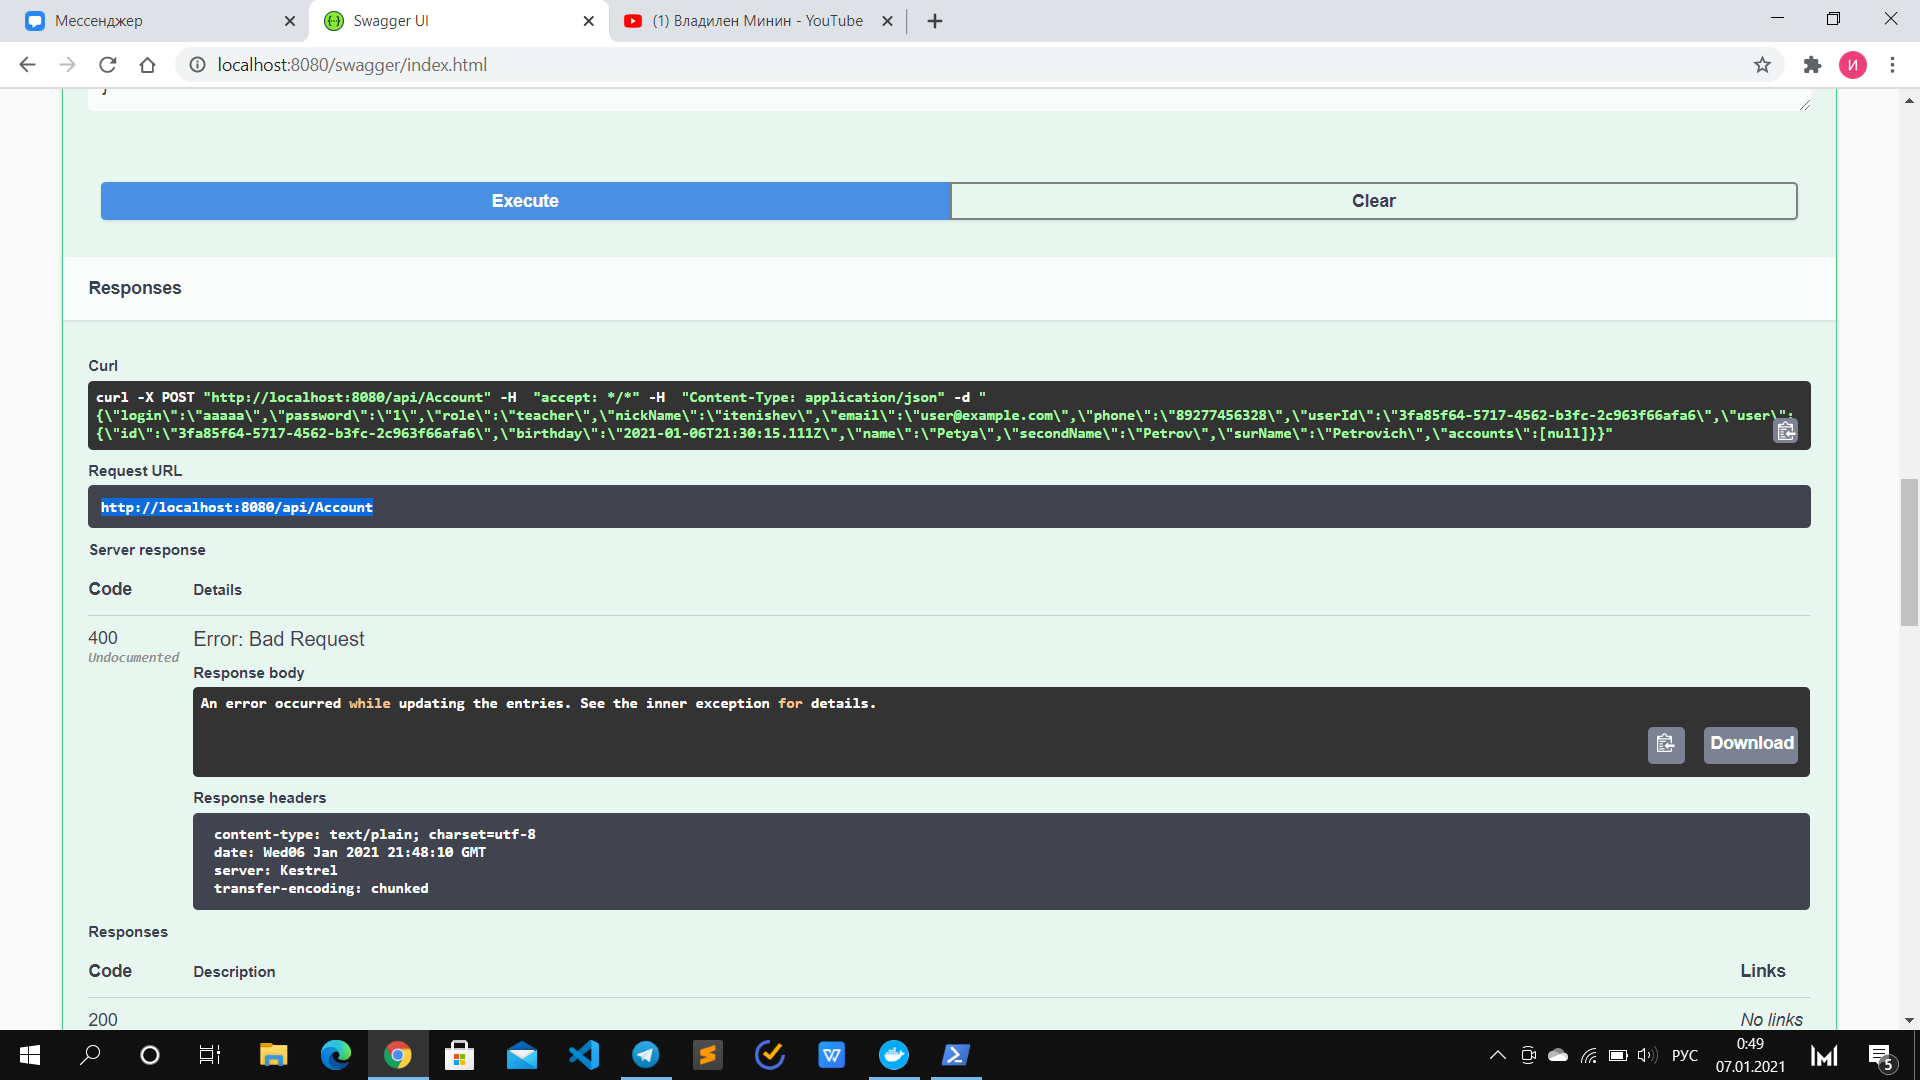 Мессенджер
Swagger UI
(1) Владилен Минин - YouTube
localhost:8080/swagger/index.html
И
}
Execute
Clear
Responses
Curl
curl -X POST "http://localhost:8080/api/Account" -H  "accept: */*" -H  "Content-Type: application/json" -d "
{\"login\":\"aaaaa\",\"password\":\"1\",\"role\":\"teacher\",\"nickName\":\"itenishev\",\"email\":\"user@example.com\",\"phone\":\"89277456328\",\"userId\":\"3fa85f64-5717-4562-b3fc-2c963f66afa6\",\"user\":
{\"id\":\"3fa85f64-5717-4562-b3fc-2c963f66afa6\",\"birthday\":\"2021-01-06T21:30:15.111Z\",\"name\":\"Petya\",\"secondName\":\"Petrov\",\"surName\":\"Petrovich\",\"accounts\":[null]}}"
Request URL
http://localhost:8080/api/Account
Server response
Code
Details
400
Undocumented
Error: Bad Request
Response body
An error occurred while updating the entries. See the inner exception for details.
Download
Response headers
content-type: text/plain; charset=utf-8
date: Wed06 Jan 2021 21:48:10 GMT
server: Kestrel
transfer-encoding: chunked
Responses
Code
Description
Links
200
No links
РУС
0:49
07.01.2021
5